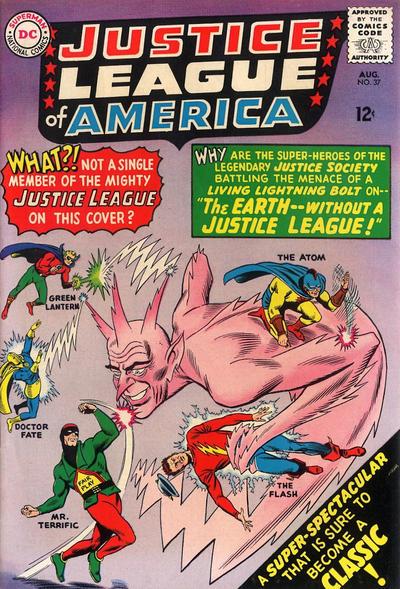 SUPERMAN
DC
NATIONAL COMICS
JUSTICE
LEAGUE
of AMERICA
APPROVED
BY THE
COMICS
CODE
CA
AUTHORITY
AUG.
NO. 37
12¢
WHAT?! NOT A SINGLE
MEMBER OF THE MIGHTY
JUSTICE LEAGUE
ON THIS COVER?
WHY ARE THE SUPER-HEROES OF THE
LEGENDARY JUSTICE SOCIETY
BATTLING THE MENACE OF A
LIVING LIGHTNING BOLT ON--
"The EARTH--WITHOUT A
JUSTICE LEAGUE!"
THE ATOM
GREEN
LANTERN
DOCTOR
FATE
FAIR
PLAY
MR.
TERRIFIC
THE
FLASH
A SUPER-SPECTACULAR
THAT IS SURE TO
BECOME A
CLASSIC!